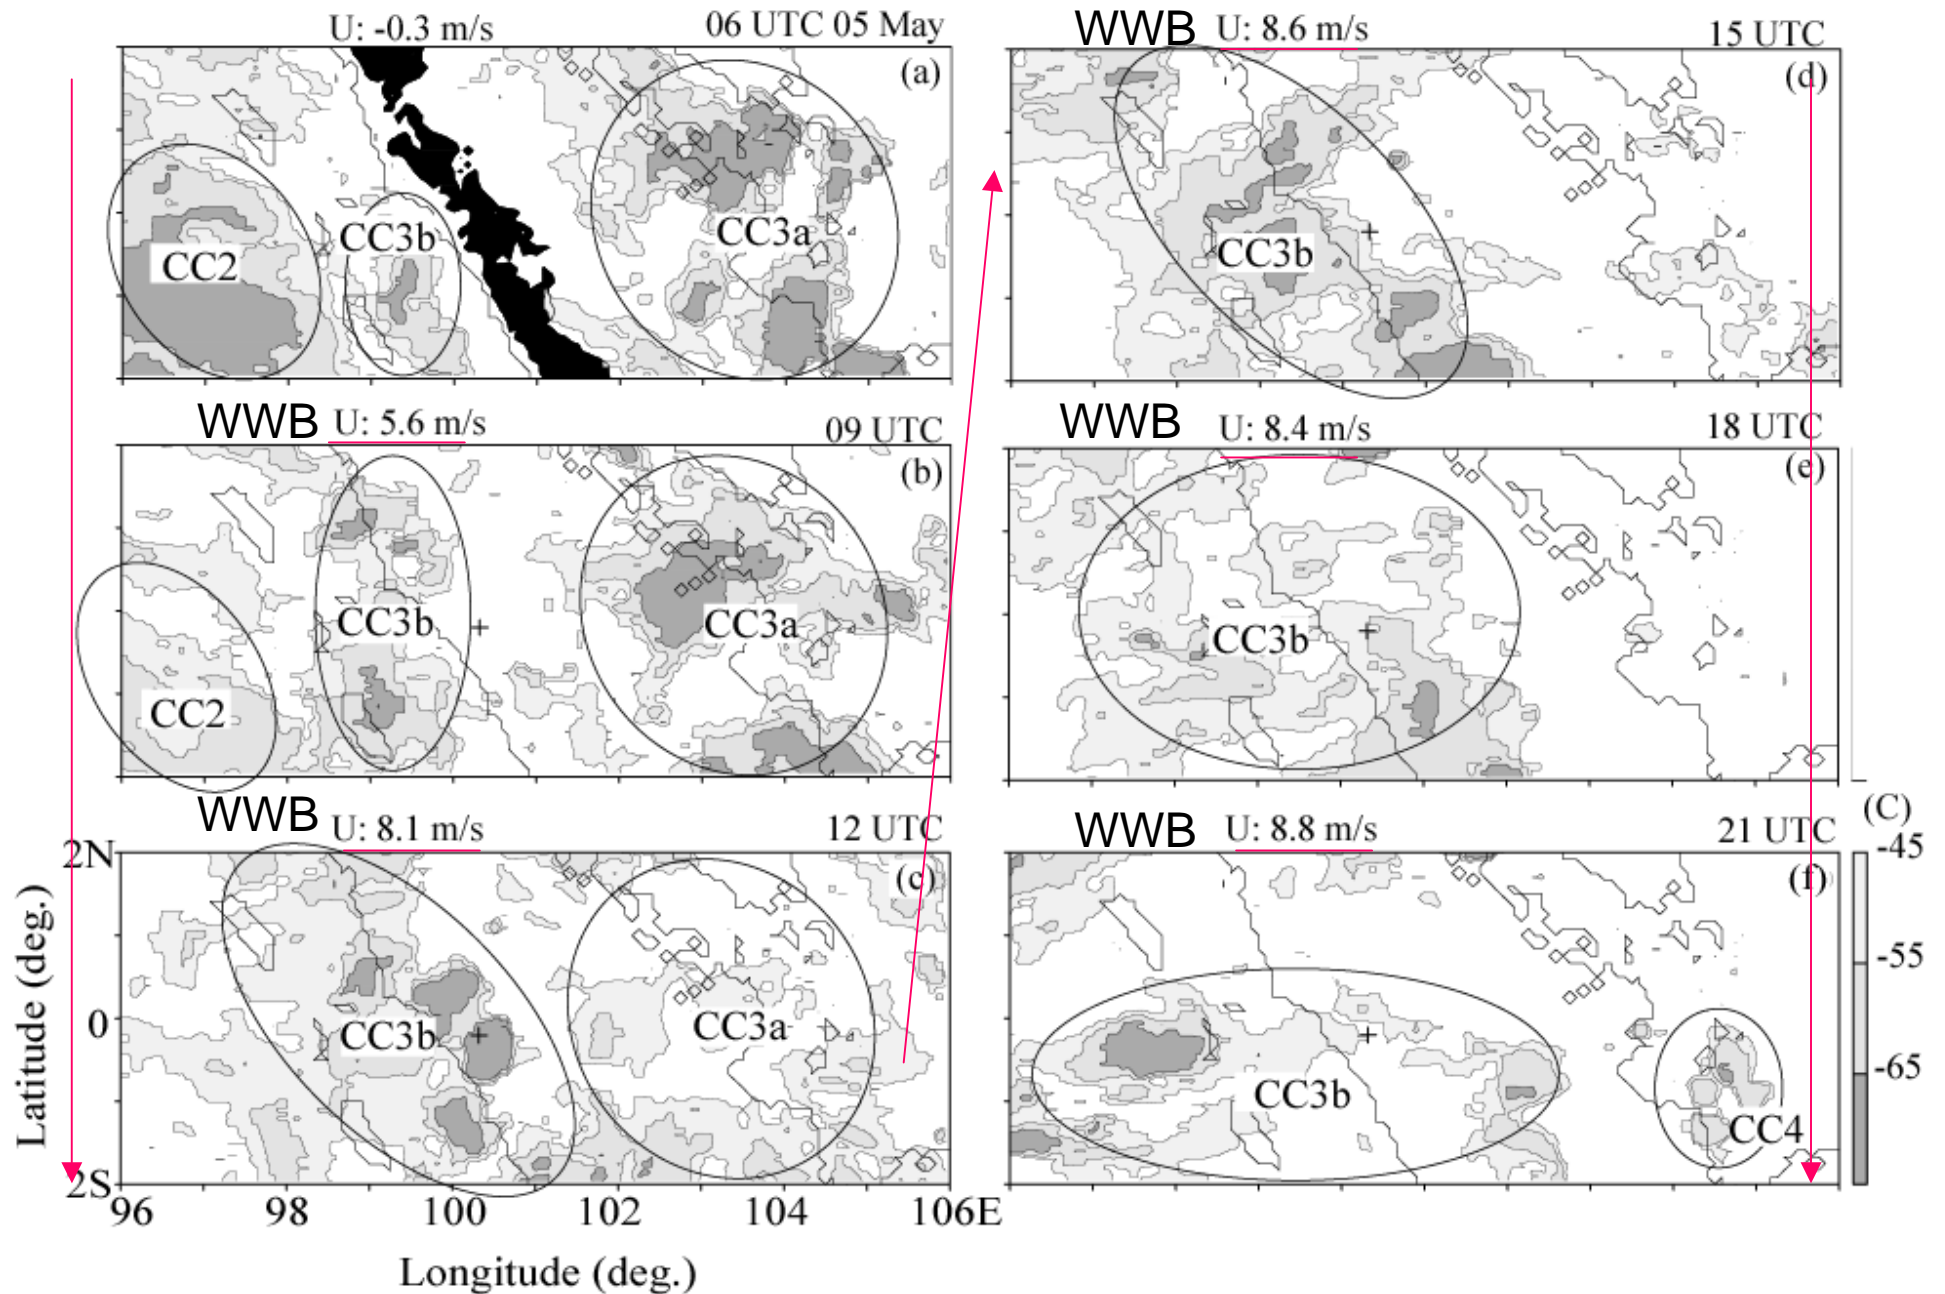 U: -0.3 m/s
06 UTC 05 May
(a)
CC2
CC3b
CC3a
WWB U: 5.6 m/s
09 UTC
(b)
CC3b
CC3a
CC2
WWB U: 8.1 m/s
12 UTC
(c)
CC3b
CC3a
2N
0
2S
Latitude (deg.)
96 98 100 102 104 106E
Longitude (deg.)
WWB U: 8.6 m/s
15 UTC
(d)
CC3b
WWB U: 8.4 m/s
18 UTC
(e)
CC3b
WWB U: 8.8 m/s
21 UTC
(f)
CC3b
CC4
(C)
-45
-55
-65